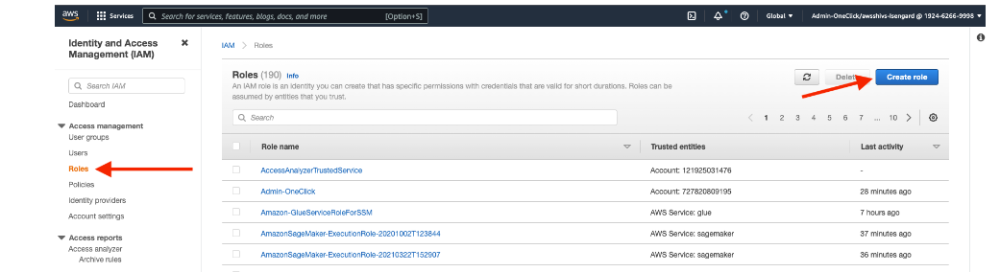 aws Services Search for services, features, blogs, docs, and more [Option+S] Global ▼ Admin-OneClick/awsshivs-Isengard @ 1924-6266-9998 ▼
Identity and Access
Management (IAM)
Search IAM
Dashboard
Access management
User groups
Users
Roles
Policies
Identity providers
Account settings
Access reports
Access analyzer
Archive rules
IAM > Roles
Roles (190) Info
An IAM role is an identity you can create that has specific permissions with credentials that are valid for short durations. Roles can be
assumed by entities that you trust.
Delete Create role
Search
< 1 2 3 4 5 6 7 ... 10 >
Role name Trusted entities Last activity
AccessAnalyzerTrustedService Account: 121925031476 -
Admin-OneClick Account: 727820809195 28 minutes ago
Amazon-GlueServiceRoleForSSM AWS Service: glue 7 hours ago
AmazonSageMaker-ExecutionRole-20201002T123844 AWS Service: sagemaker 37 minutes ago
AmazonSageMaker-ExecutionRole-20210322T152907 AWS Service: sagemaker 36 minutes ago